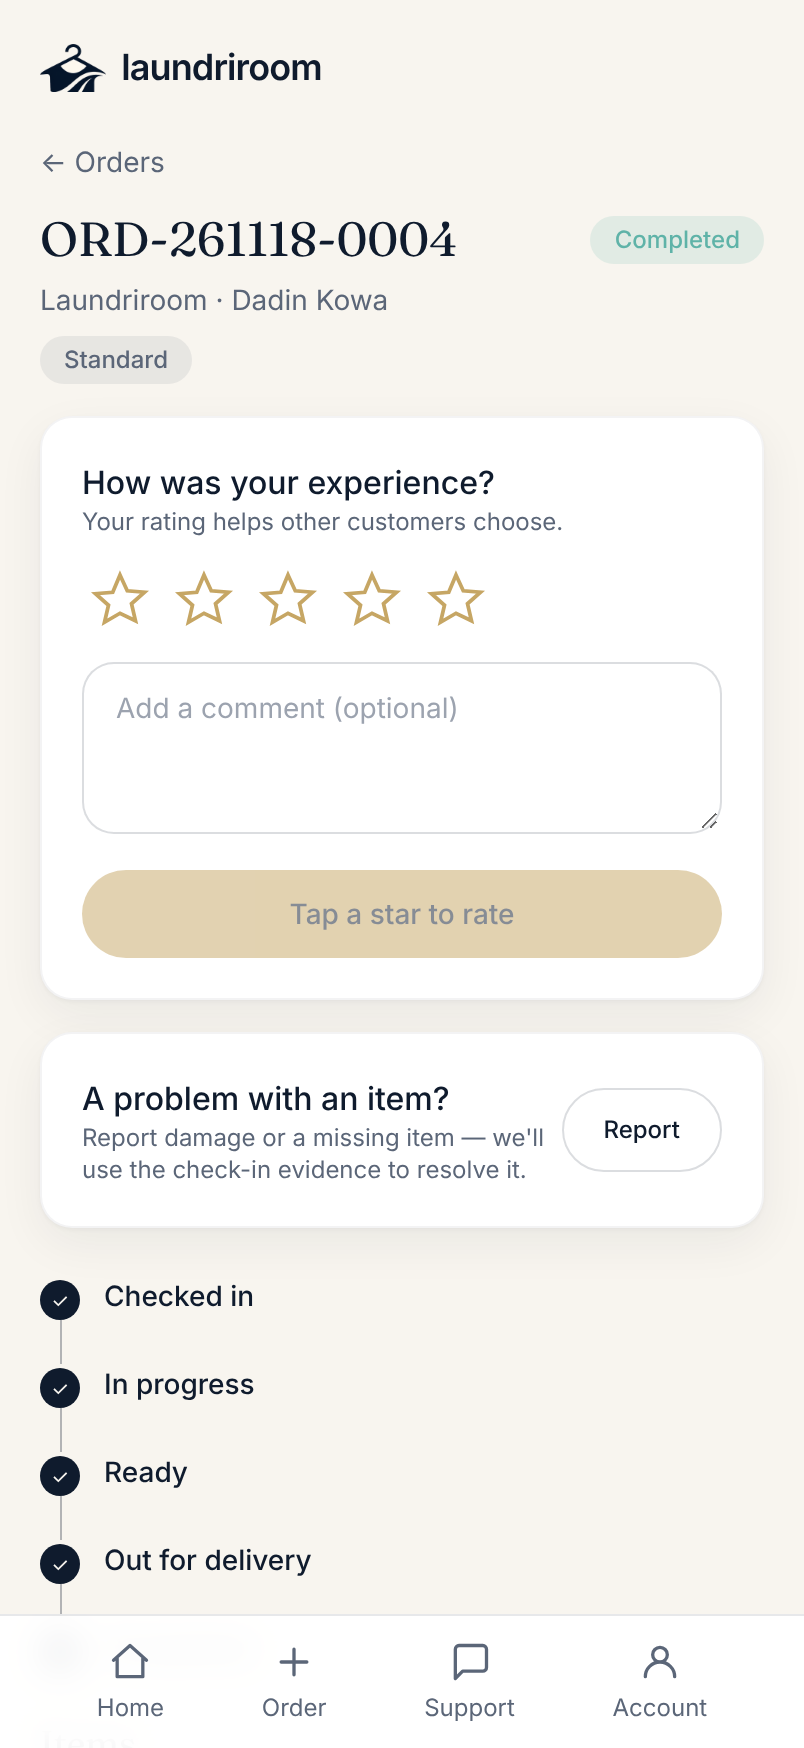 laundriroom
← Orders
ORD-261118-0004
Completed
Laundriroom · Dadin Kowa
Standard
How was your experience?
Your rating helps other customers choose.
Add a comment (optional)
Tap a star to rate
A problem with an item?
Report damage or a missing item — we'll
use the check-in evidence to resolve it.
Report
Checked in
In progress
Ready
Out for delivery
Items
Home
Order
Support
Account